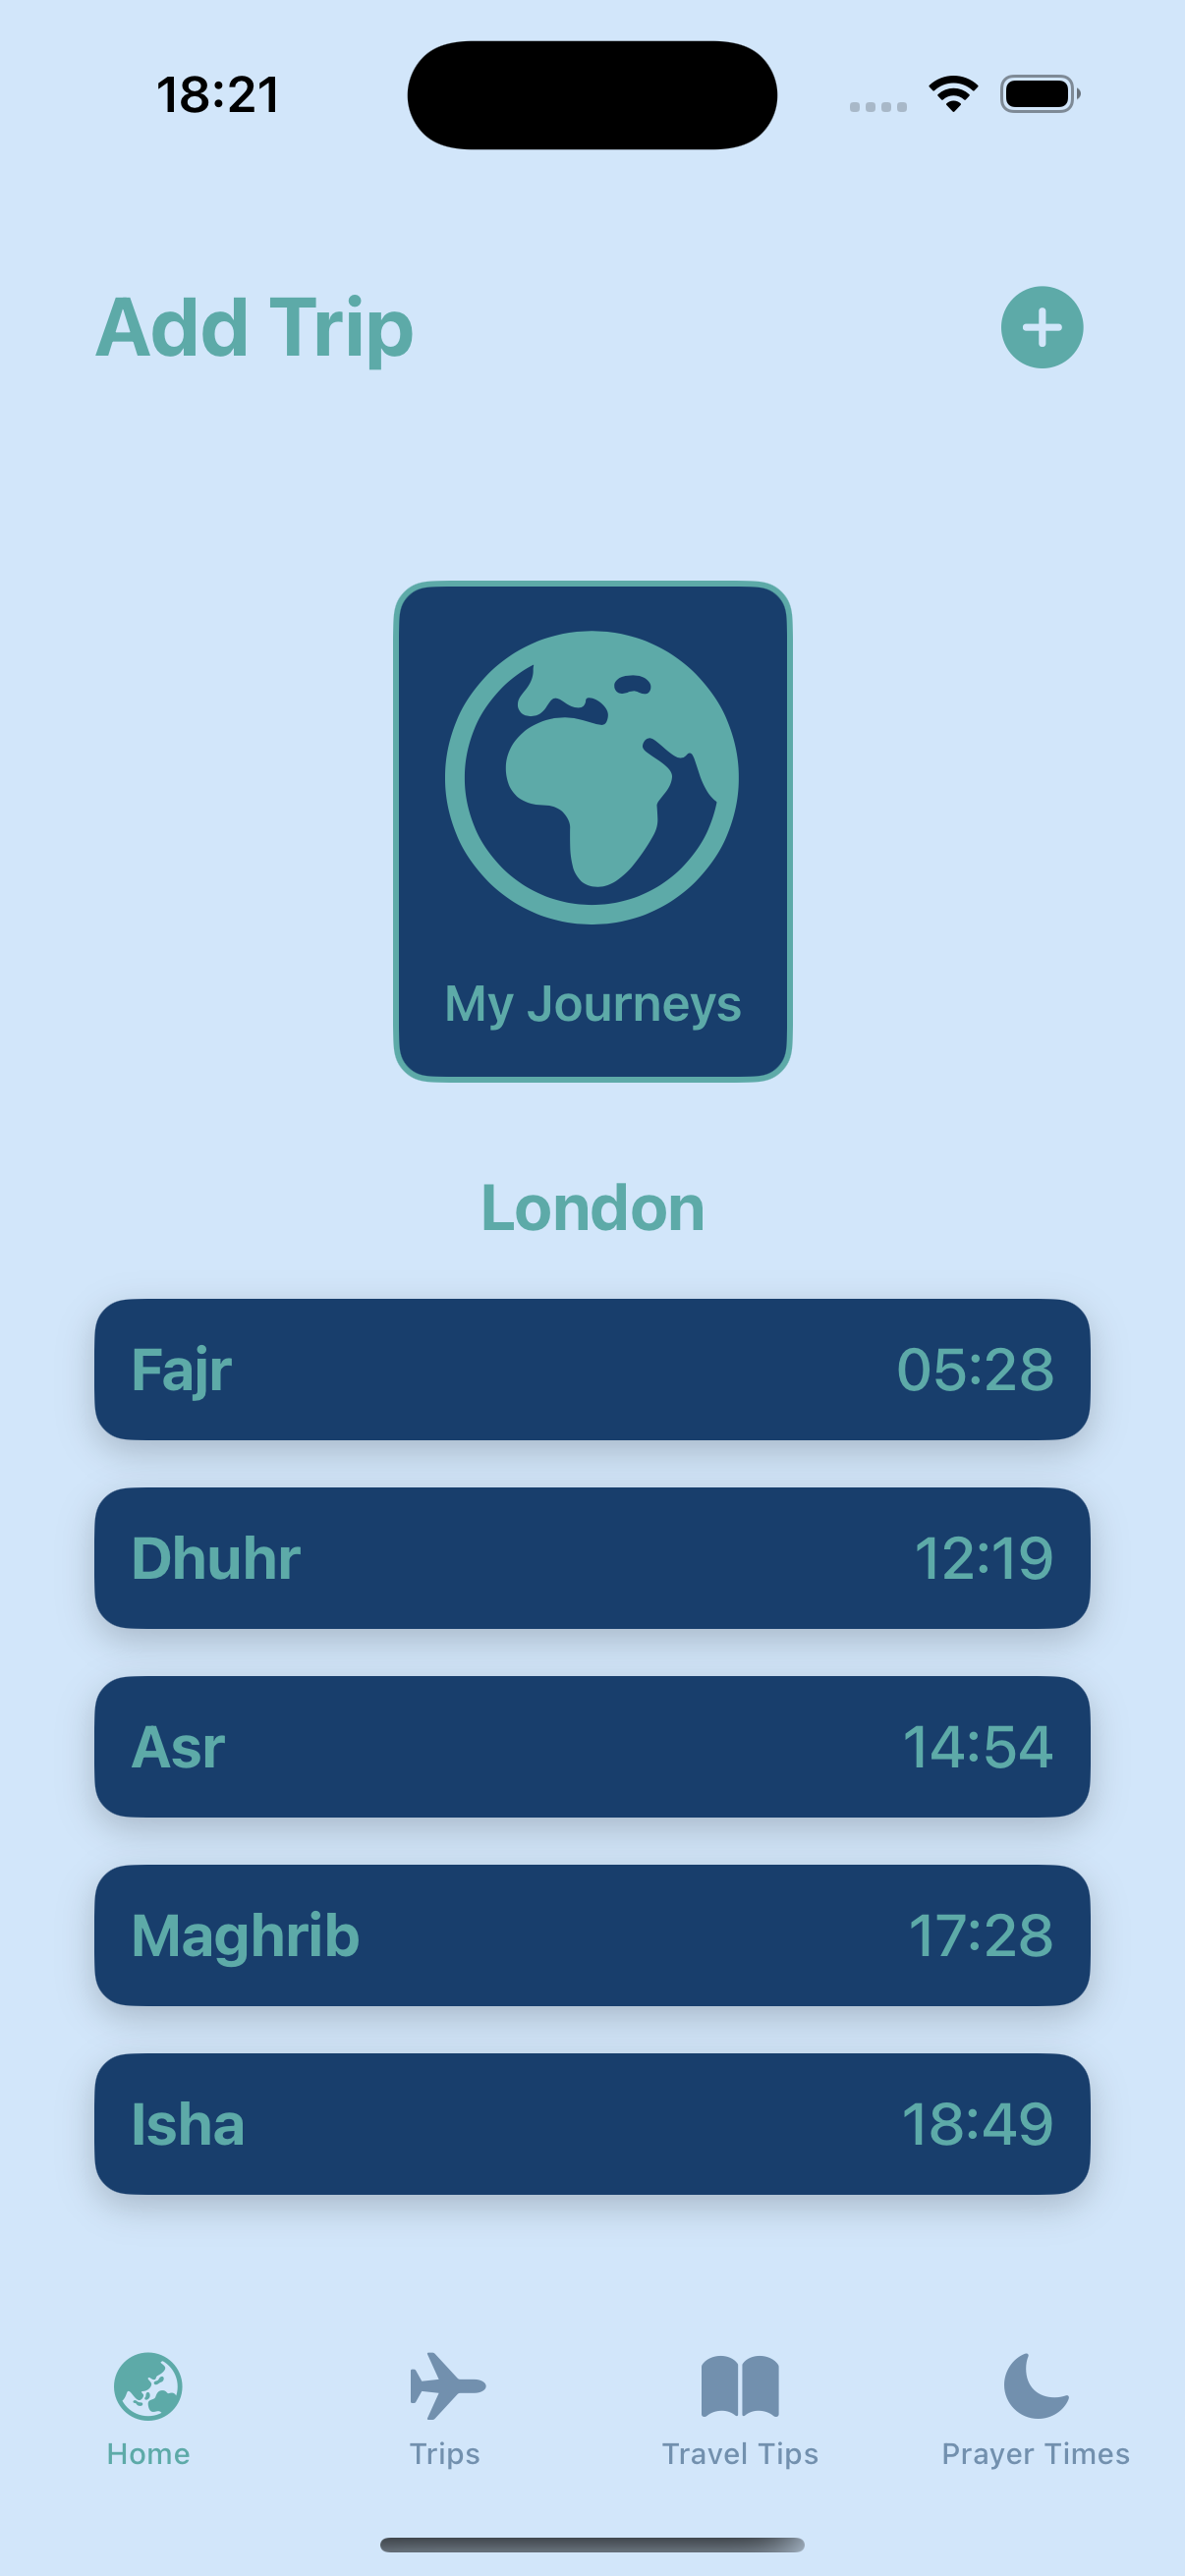 18:21
Add Trip
My Journeys
London
Fajr 05:28
Dhuhr 12:19
Asr 14:54
Maghrib 17:28
Isha 18:49
Home Trips Travel Tips Prayer Times